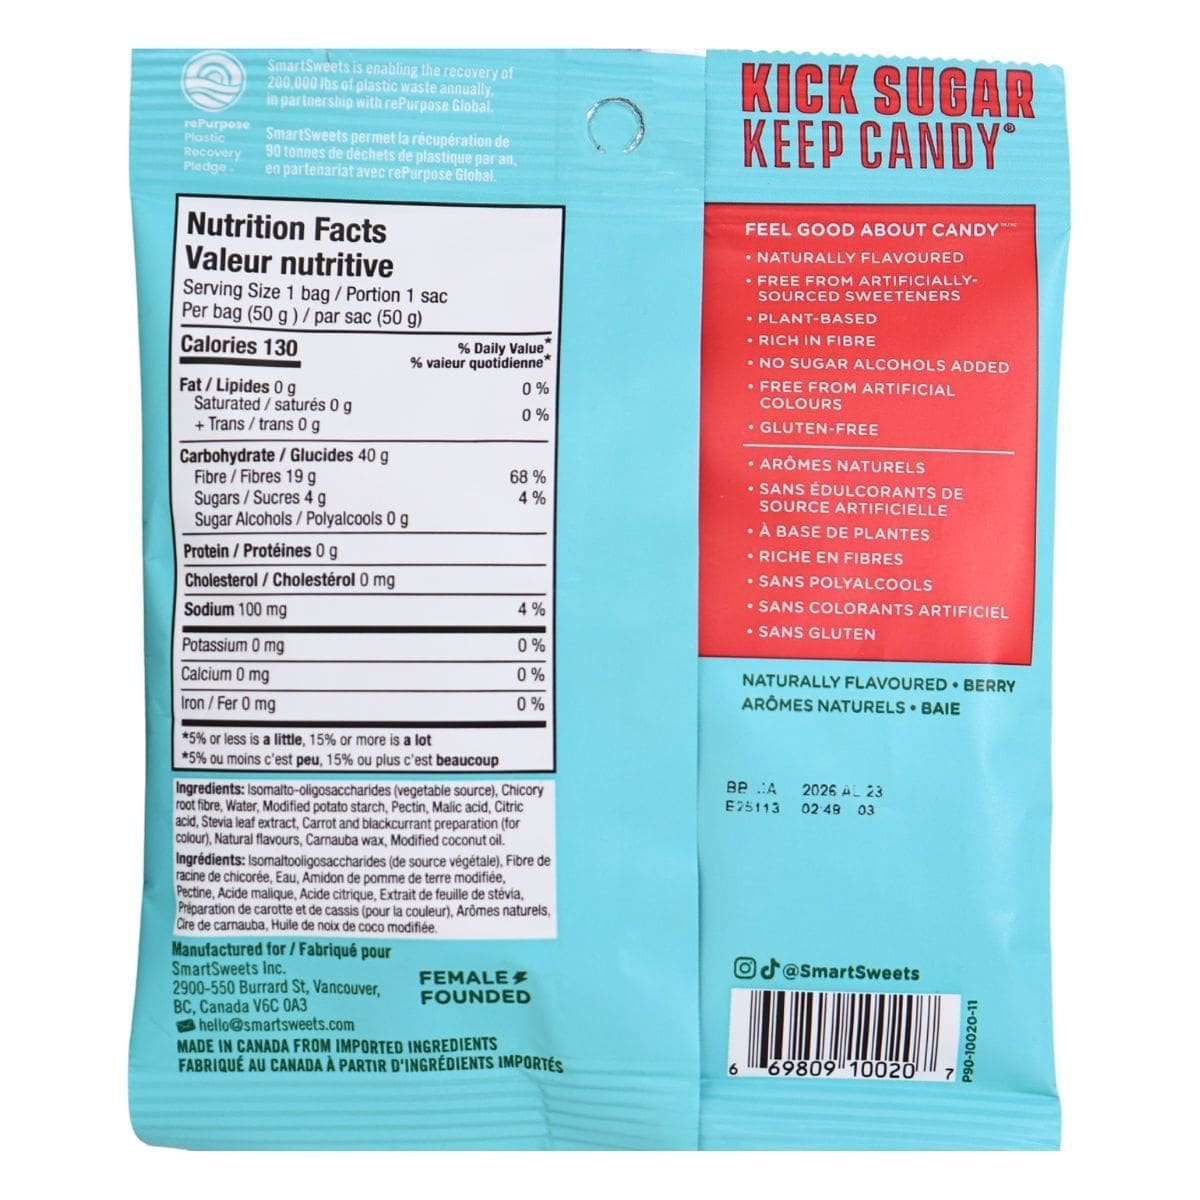 SmartSweets is enabling the recovery of
200,000 lbs of plastic waste annually,
in partnership with rePurpose Global.
rePurpose
Plastic
Recovery
Pledge
SmartSweets permet la récupération de
90 tonnes de déchets de plastique par an,
en partenariat avec rePurpose Global.
Nutrition Facts
Valeur nutritive
Serving Size 1 bag / Portion 1 sac
Per bag (50 g ) / par sac (50 g)
Calories 130
% Daily Value*
% valeur quotidienne*
Fat / Lipides 0 g 0 %
Saturated / saturés 0 g
+ Trans / trans 0 g 0 %
Carbohydrate / Glucides 40 g
Fibre / Fibres 19 g 68 %
Sugars / Sucres 4 g 4 %
Sugar Alcohols / Polyalcools 0 g
Protein / Protéines 0 g
Cholesterol / Cholestérol 0 mg
Sodium 100 mg 4 %
Potassium 0 mg 0 %
Calcium 0 mg 0 %
Iron / Fer 0 mg 0 %
*5% or less is a little, 15% or more is a lot
*5% ou moins c'est peu, 15% ou plus c'est beaucoup
Ingredients: Isomalto-oligosaccharides (vegetable source), Chicory
root fibre, Water, Modified potato starch, Pectin, Malic acid, Citric
acid, Stevia leaf extract, Carrot and blackcurrant preparation (for
colour), Natural flavours, Carnauba wax, Modified coconut oil.
Ingrédients: Isomaltooligosaccharides (de source végétale), Fibre de
racine de chicorée, Eau, Amidon de pomme de terre modifiée,
Pectine, Acide malique, Acide citrique, Extrait de feuille de stévia,
Préparation de carotte et de cassis (pour la couleur), Arômes naturels,
Cire de carnauba, Huile de noix de coco modifiée.
Manufactured for / Fabriqué pour
SmartSweets Inc.
2900-550 Burrard St, Vancouver,
BC, Canada V6C 0A3
hello@smartsweets.com
FEMALE
FOUNDED
MADE IN CANADA FROM IMPORTED INGREDIENTS
FABRIQUÉ AU CANADA À PARTIR D'INGRÉDIENTS IMPORTÉS
KICK SUGAR
KEEP CANDY®
FEEL GOOD ABOUT CANDY™/MC
• NATURALLY FLAVOURED
• FREE FROM ARTIFICIALLY-
SOURCED SWEETENERS
• PLANT-BASED
• RICH IN FIBRE
• NO SUGAR ALCOHOLS ADDED
• FREE FROM ARTIFICIAL
COLOURS
• GLUTEN-FREE
• ARÔMES NATURELS
• SANS ÉDULCORANTS DE
SOURCE ARTIFICIELLE
• À BASE DE PLANTES
• RICHE EN FIBRES
• SANS POLYALCOOLS
• SANS COLORANTS ARTIFICIEL
• SANS GLUTEN
NATURALLY FLAVOURED • BERRY
ARÔMES NATURELS • BAIE
2026 AL 23
E25113 02:48 03
@SmartSweets
6 69809 10020 7
P90-10020-11